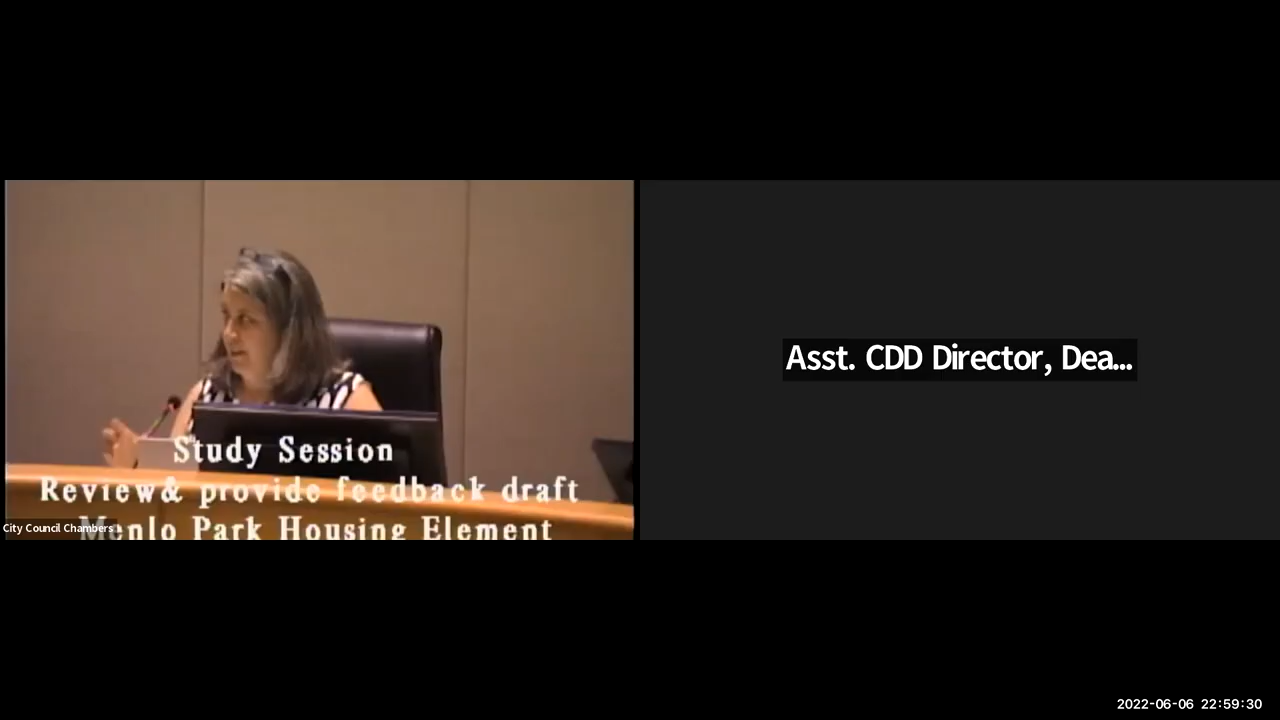 Study Session
Review& provide feedback draft
Menlo Park Housing Element
City Council Chambers
Asst. CDD Director, Dea...
2022-06-06 22:59:30